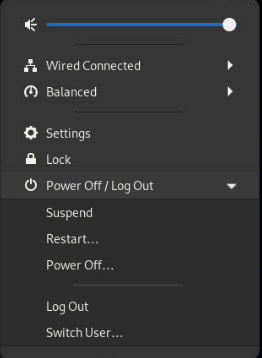 Wired Connected
Balanced
Settings
Lock
Power Off / Log Out
Suspend
Restart...
Power Off...
Log Out
Switch User...